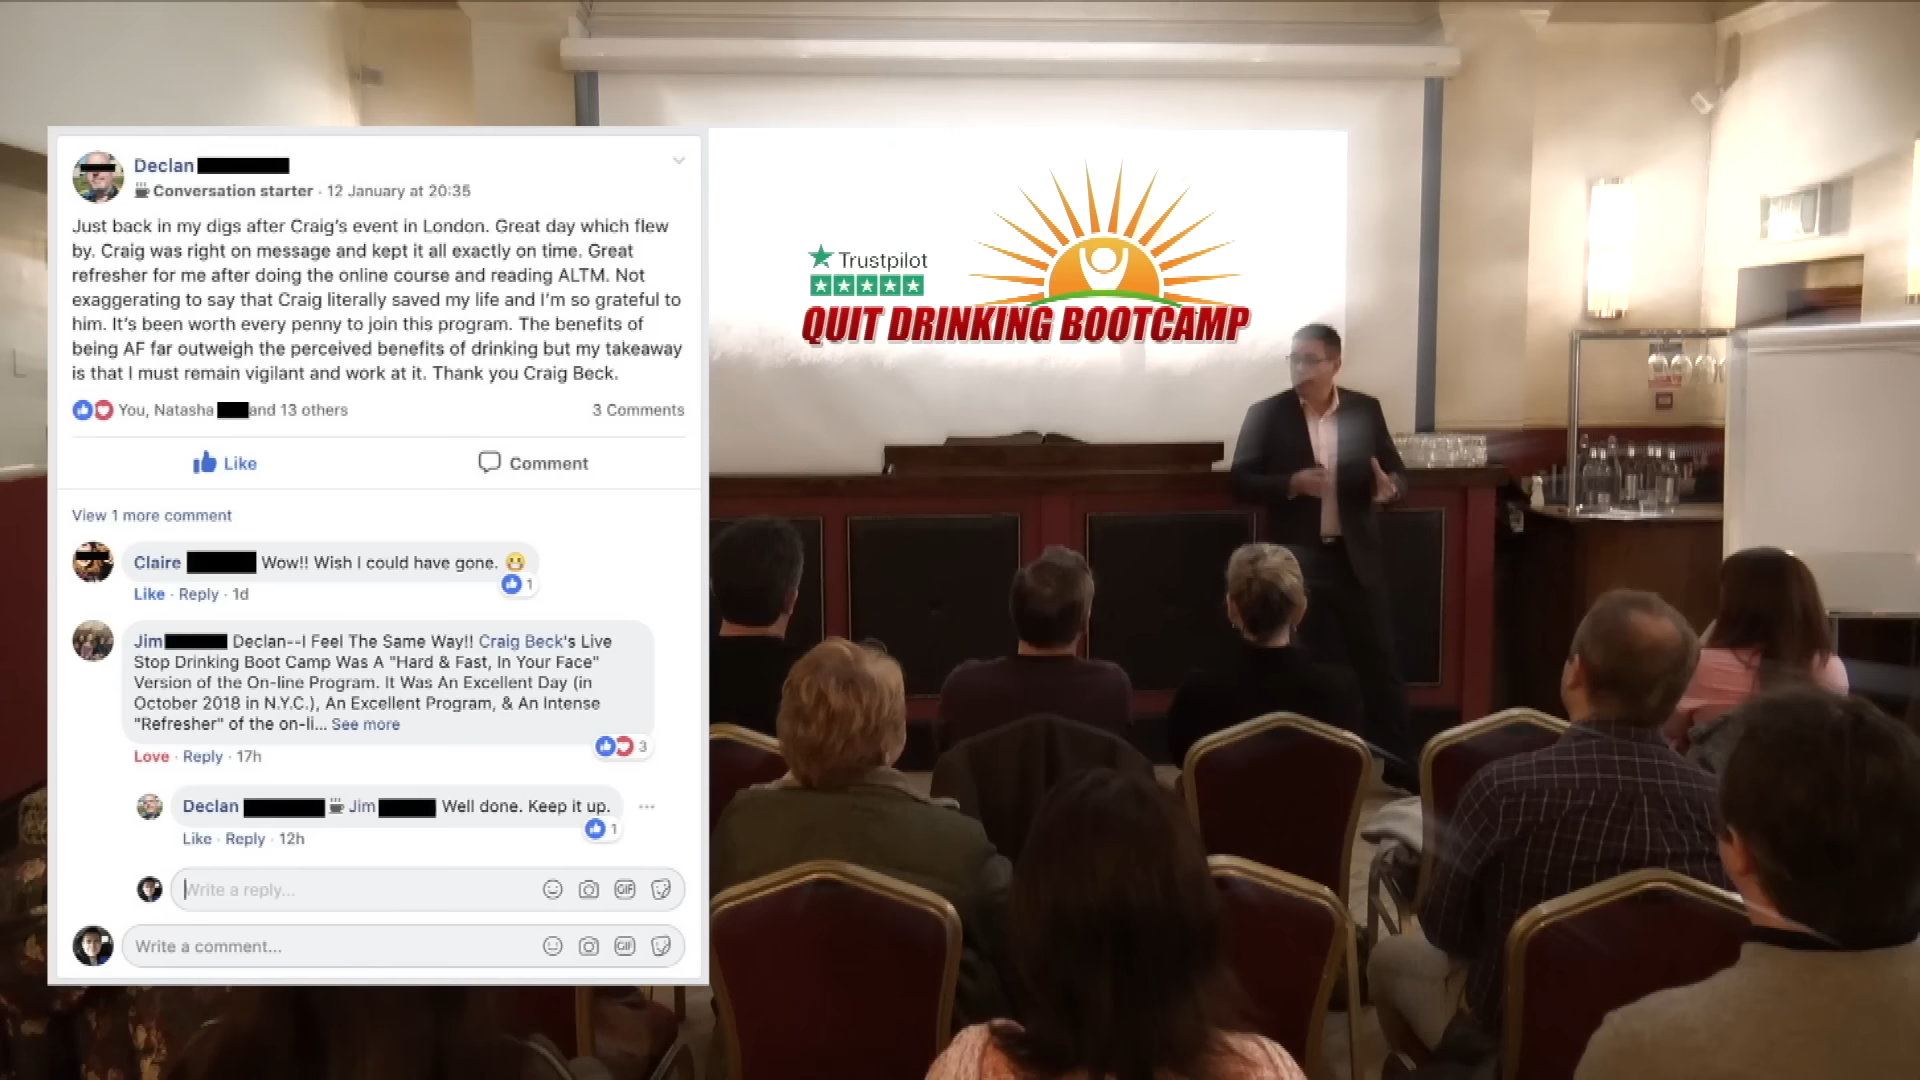 Declan
Conversation starter · 12 January at 20:35
Just back in my digs after Craig's event in London. Great day which flew
by. Craig was right on message and kept it all exactly on time. Great
refresher for me after doing the online course and reading ALTM. Not
exaggerating to say that Craig literally saved my life and I'm so grateful to
him. It's been worth every penny to join this program. The benefits of
being AF far outweigh the perceived benefits of drinking but my takeaway
is that I must remain vigilant and work at it. Thank you Craig Beck.
You, Natasha and 13 others 3 Comments
Like Comment
View 1 more comment
Claire Wow!! Wish I could have gone. 😬
1
Like · Reply · 1d
Jim Declan--I Feel The Same Way!! Craig Beck's Live
Stop Drinking Boot Camp Was A "Hard & Fast, In Your Face"
Version of the On-line Program. It Was An Excellent Day (in
October 2018 in N.Y.C.), An Excellent Program, & An Intense
"Refresher" of the on-li... See more
3
Love · Reply · 17h
Declan Jim Well done. Keep it up.
1
Like · Reply · 12h
Write a reply...
GIF
Write a comment...
GIF
Trustpilot
QUIT DRINKING BOOTCAMP